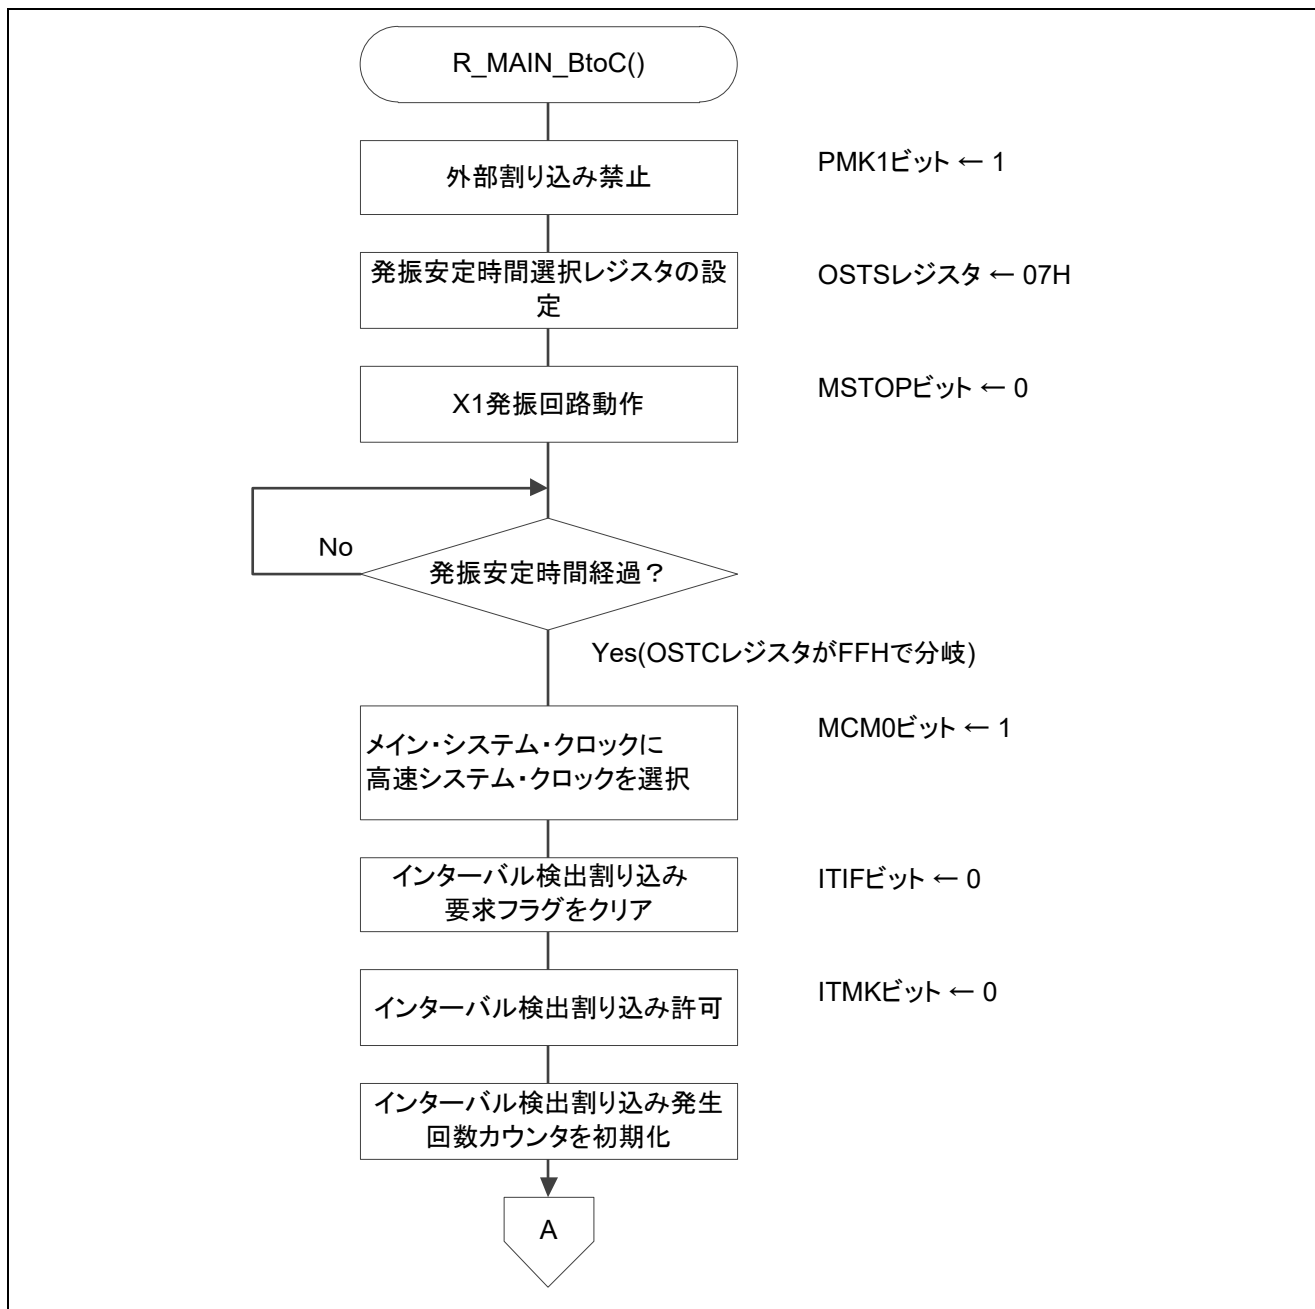 R_MAIN_BtoC()
外部割り込み禁止
PMK1ビット ← 1
発振安定時間選択レジスタの設
定
OSTSレジスタ ← 07H
X1発振回路動作
MSTOPビット ← 0
No
発振安定時間経過？
Yes(OSTCレジスタがFFHで分岐)
メイン・システム・クロックに
高速システム・クロックを選択
MCM0ビット ← 1
インターバル検出割り込み
要求フラグをクリア
ITIFビット ← 0
インターバル検出割り込み許可
ITMKビット ← 0
インターバル検出割り込み発生
回数カウンタを初期化
A